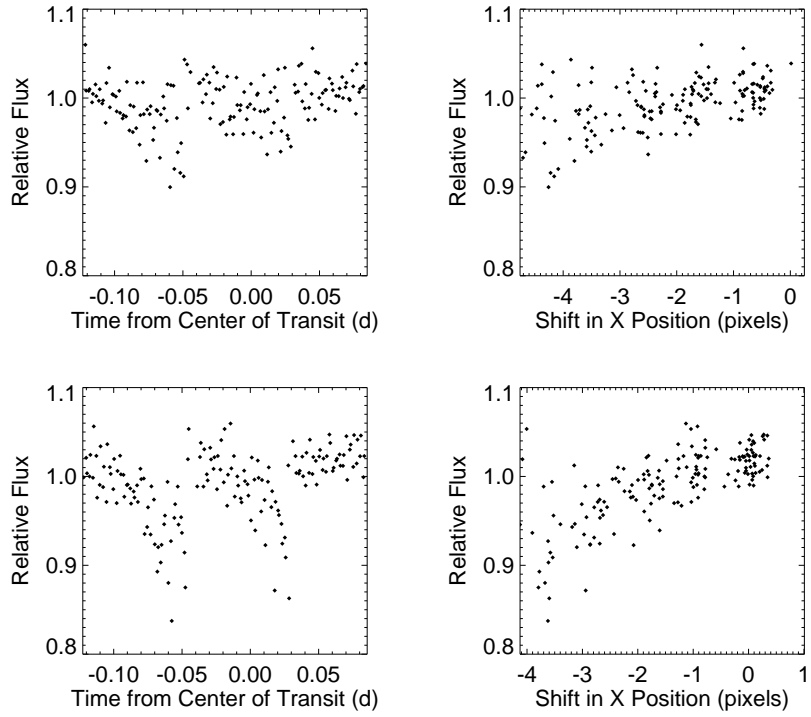 1.1
1.0
0.9
0.8
Relative Flux
-0.10 -0.05 0.00 0.05
Time from Center of Transit (d)
1.1
1.0
0.9
0.8
Relative Flux
-4 -3 -2 -1 0
Shift in X Position (pixels)
1.1
1.0
0.9
0.8
Relative Flux
-0.10 -0.05 0.00 0.05
Time from Center of Transit (d)
1.1
1.0
0.9
0.8
Relative Flux
-4 -3 -2 -1 0 1
Shift in X Position (pixels)